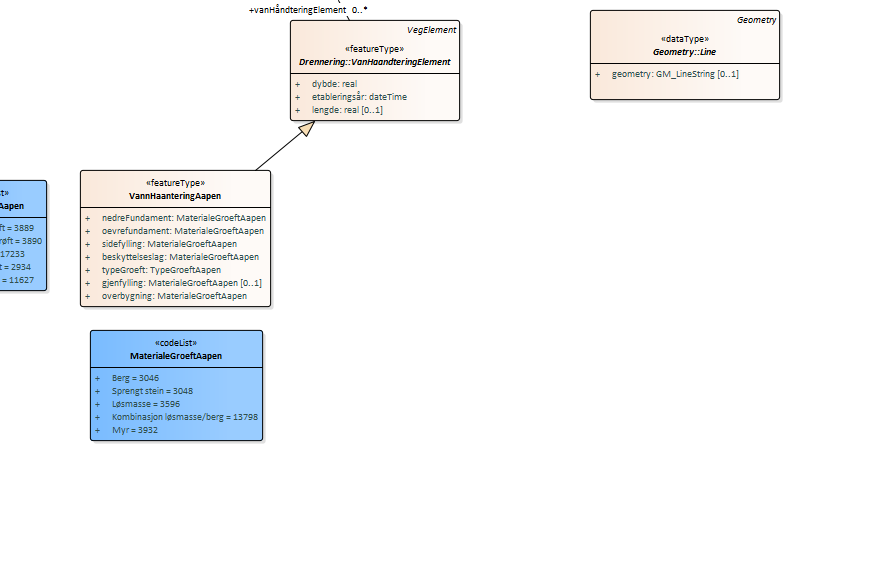 +vanHåndteringElement 0..*
VegElement
«featureType»
Drennering::VanHaandteringElement
+ dybde: real
+ etableringsår: dateTime
+ lengde: real [0..1]
Geometry
«dataType»
Geometry::Line
+ geometry: GM_LineString [0..1]
«featureType»
VannHaanteringAapen
+ nedreFundament: MaterialeGroeftAapen
+ oevrefundament: MaterialeGroeftAapen
+ sidefylling: MaterialeGroeftAapen
+ beskyttelseslag: MaterialeGroeftAapen
+ typeGroeft: TypeGroeftAapen
+ gjenfylling: MaterialeGroeftAapen [0..1]
+ overbygning: MaterialeGroeftAapen
t»
Aapen
ft = 3889
røft = 3890
17233
t = 2934
= 11627
«codeList»
MaterialeGroeftAapen
+ Berg = 3046
+ Sprengt stein = 3048
+ Løsmasse = 3596
+ Kombinasjon løsmasse/berg = 13798
+ Myr = 3932